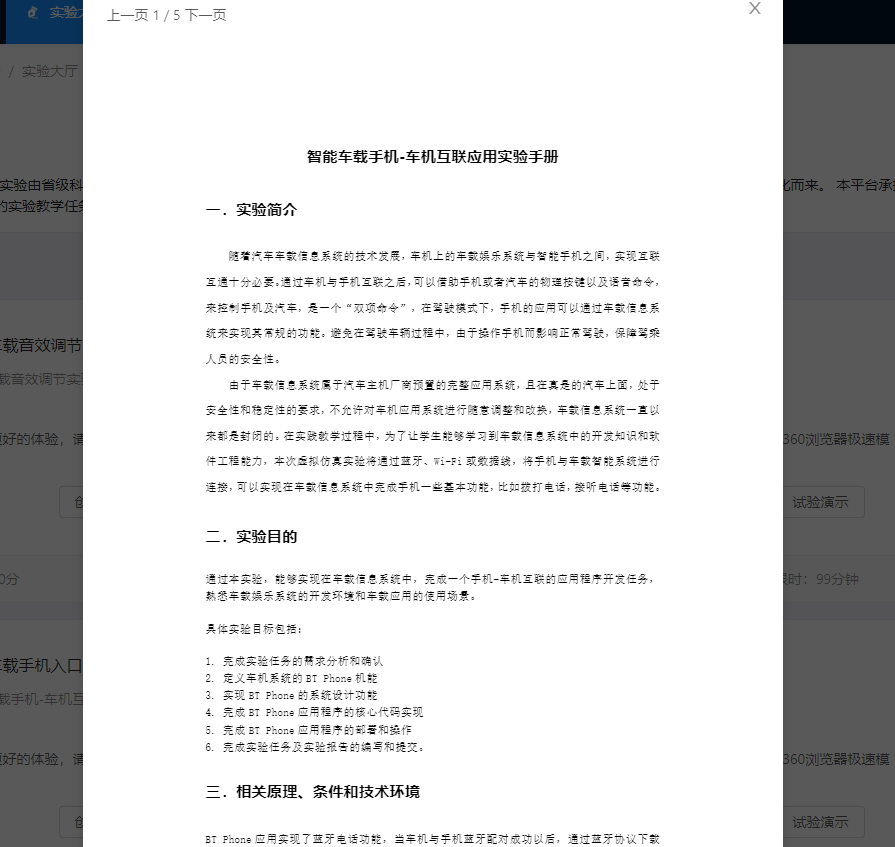 上一页 1 / 5 下一页
X
实验大
/ 实验大厅
智能车载手机-车机互联应用实验手册
实验由省级科
化而来。 本平台承
的实验教学任务
一．实验简介
随着汽车车载信息系统的技术发展，车机上的车载娱乐系统与智能手机之间，实现互联
互通十分必要。通过车机与手机互联之后，可以借助手机或者汽车的物理按键以及语音命令，
来控制手机及汽车，是一个“双项命令”，在驾驶模式下，手机的应用可以通过车载信息系
统来实现其常规的功能。避免在驾驶车辆过程中，由于操作手机而影响正常驾驶，保障驾乘
人员的安全性。
由于车载信息系统属于汽车主机厂商预置的完整应用系统，且在真是的汽车上面，处于
安全性和稳定性的要求，不允许对车机应用系统进行随意调整和改换，车载信息系统一直以
来都是封闭的。在实践教学过程中，为了让学生能够学习到车载信息系统中的开发知识和软
件工程能力，本次虚拟仿真实验将通过蓝牙、Wi-Fi 或数据线，将手机与车载智能系统进行
连接，可以实现在车载信息系统中完成手机一些基本功能，比如拨打电话，接听电话等功能。
载音效调节
载音效调节实
更好的体验，请
360浏览器极速模
试验演示
二．实验目的
通过本实验，能够实现在车载信息系统中，完成一个手机-车机互联的应用程序开发任务，
熟悉车载娱乐系统的开发环境和车载应用的使用场景。
0分
限时：99分钟
具体实验目标包括：
1. 完成实验任务的需求分析和确认
2. 定义车机系统的 BT Phone 机能
3. 实现 BT Phone 的系统设计功能
4. 完成 BT Phone 应用程序的核心代码实现
5. 完成 BT Phone 应用程序的部署和操作
6. 完成实验任务及实验报告的编写和提交。
载手机入口
载手机-车机互
更好的体验，请
360浏览器极速模
三．相关原理、条件和技术环境
试验演示
BT Phone 应用实现了蓝牙电话功能，当车机与手机蓝牙配对成功以后，通过蓝牙协议下载